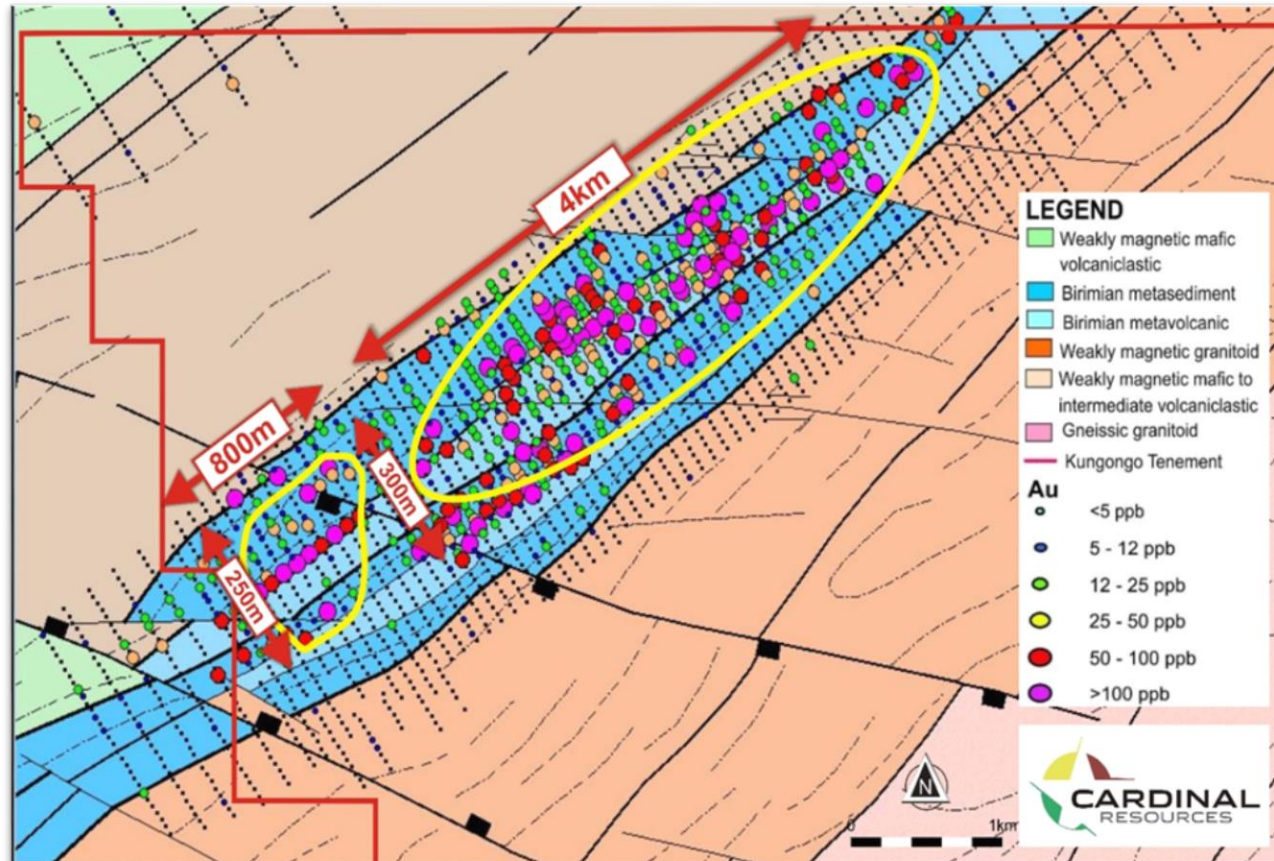 4km
800m
300m
250m
LEGEND
Weakly magnetic mafic
volcaniclastic
Birimian metasediment
Birimian metavolcanic
Weakly magnetic granitoid
Weakly magnetic mafic to
intermediate volcaniclastic
Gneissic granitoid
Kungongo Tenement
Au
<5 ppb
5 - 12 ppb
12 - 25 ppb
25 - 50 ppb
50 - 100 ppb
>100 ppb
N
0 1km
CARDINAL
RESOURCES